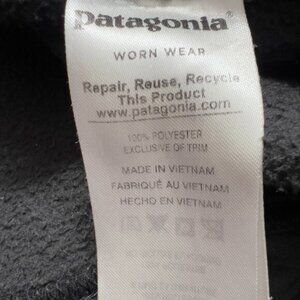 patagonia®
WORN WEAR
Repair, Reuse, Recycle
This Product
www.patagonia.com
100% POLYESTER
EXCLUSIVE OF TRIM
MADE IN VIETNAM
FABRIQUÉ AU VIETNAM
HECHO EN VIETNAM